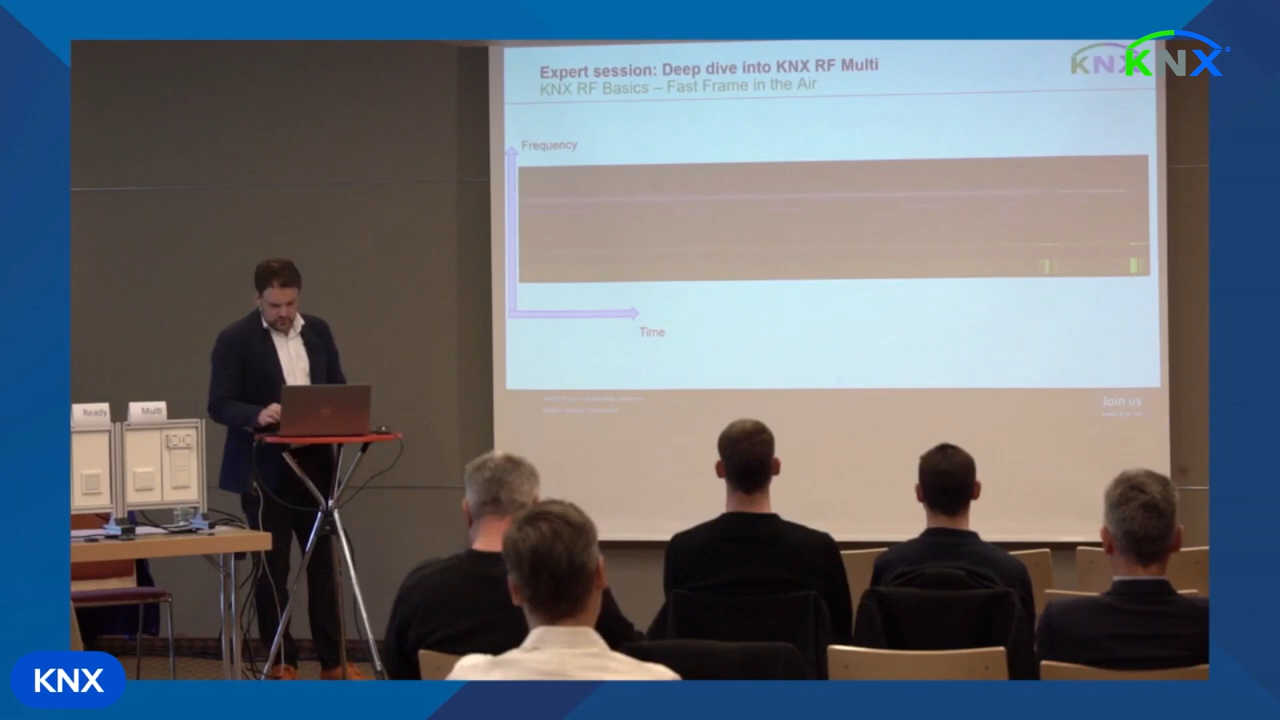 Expert session: Deep dive into KNX RF Multi
KNX RF Basics – Fast Frame in the Air
KNX
KNX
Frequency
Time
Join us
Ready
Multi
KNX